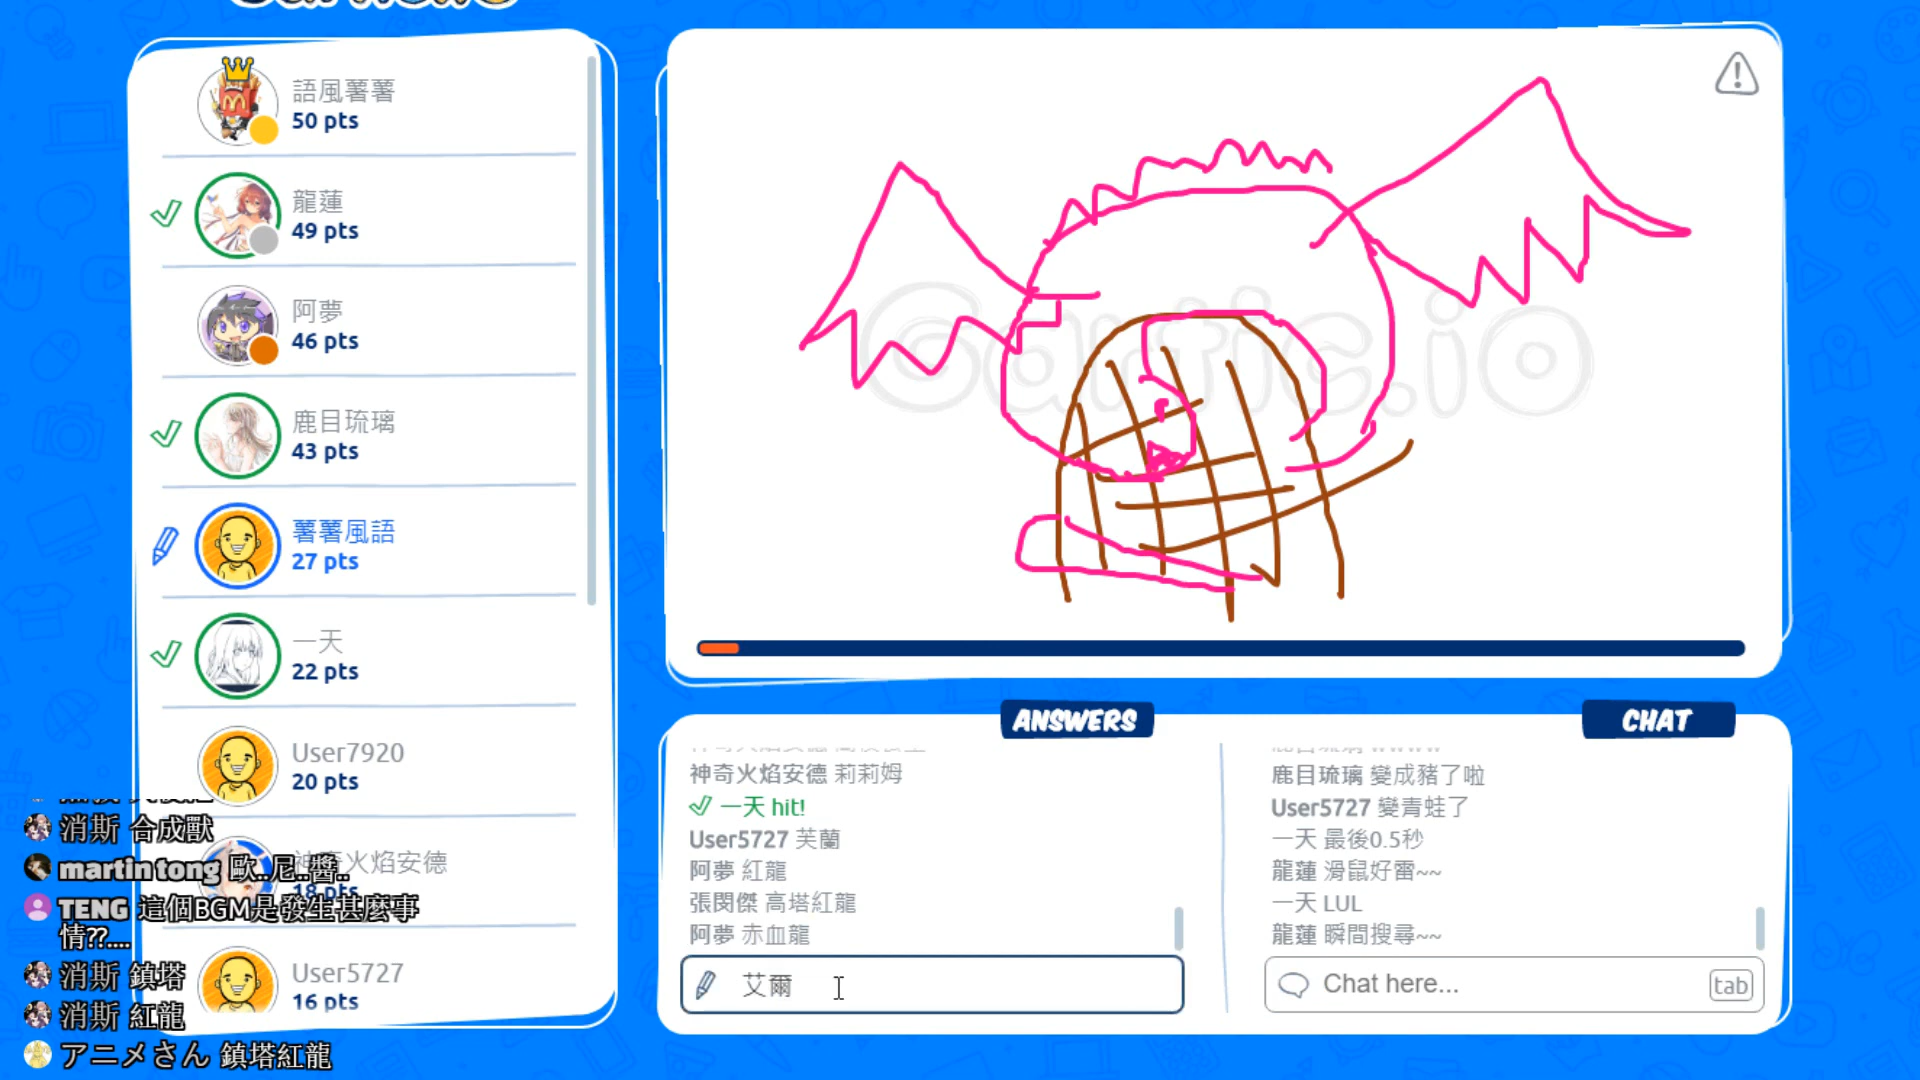 語風薯薯
50 pts
龍蓮
49 pts
阿夢
46 pts
鹿目琉璃
43 pts
薯薯風語
27 pts
一天
22 pts
User7920
20 pts
奇火焰安德
18 pts
User5727
16 pts
消斯 合成獸
martin tong 歐..尼..醬..
TENG 這個BGM是發生甚麼事
情??....
消斯 鎮塔
消斯 紅龍
アニメさん 鎮塔紅龍
Gartic.io
ANSWERS
神奇火焰安德 莉莉姆
一天 hit!
User5727 芙蘭
阿夢 紅龍
張閔傑 高塔紅龍
阿夢 赤血龍
艾爾
CHAT
鹿目琉璃 wwww
鹿目琉璃 變成豬了啦
User5727 變青蛙了
一天 最後0.5秒
龍蓮 滑鼠好雷~~
一天 LUL
龍蓮 瞬間搜尋~~
Chat here...
tab